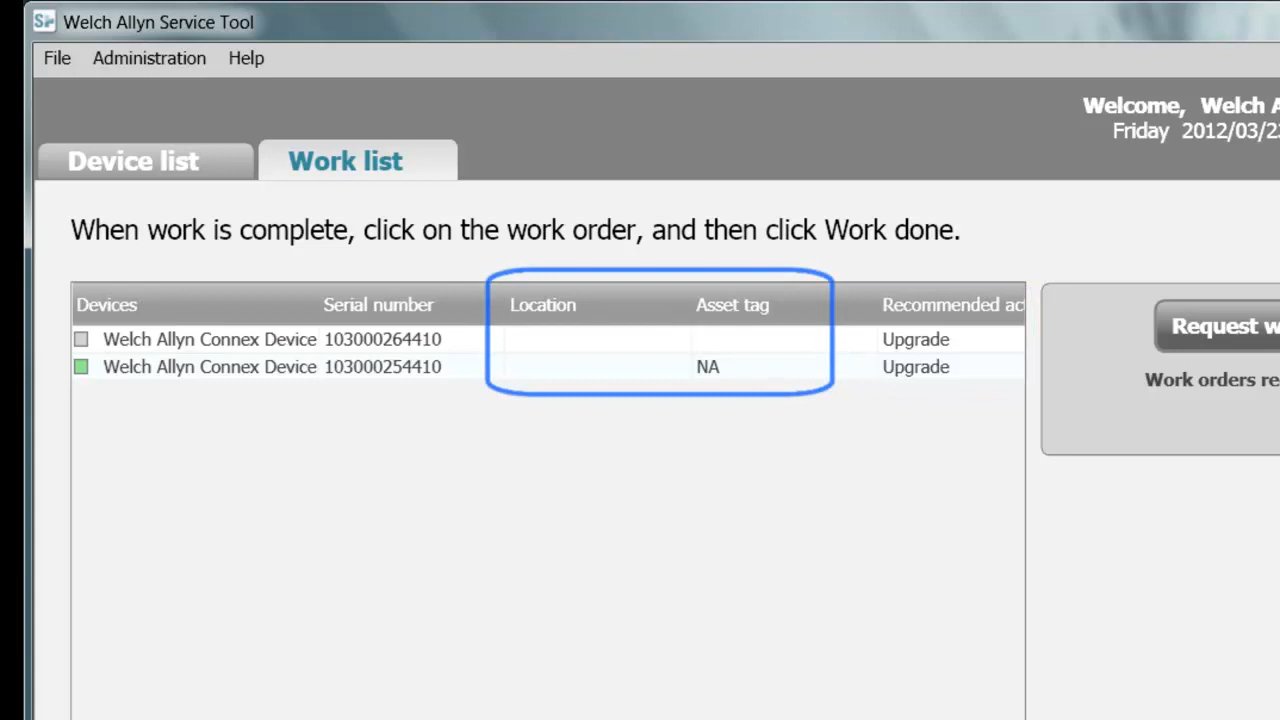 Welch Allyn Service Tool
File Administration Help
Welcome, Welch
Friday 2012/03/2
Device list Work list
When work is complete, click on the work order, and then click Work done.
Devices Serial number Location Asset tag Recommended
Welch Allyn Connex Device 103000264410 Upgrade
Welch Allyn Connex Device 103000254410 NA Upgrade
Request
Work orders